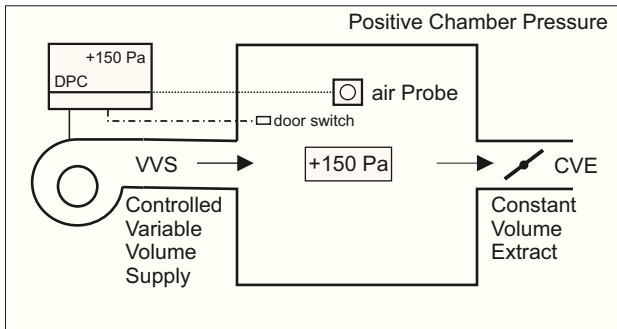 Positive Chamber Pressure
+150 Pa
DPC
air Probe
door switch
VVS
+150 Pa
CVE
Controlled
Variable
Volume
Supply
Constant
Volume
Extract